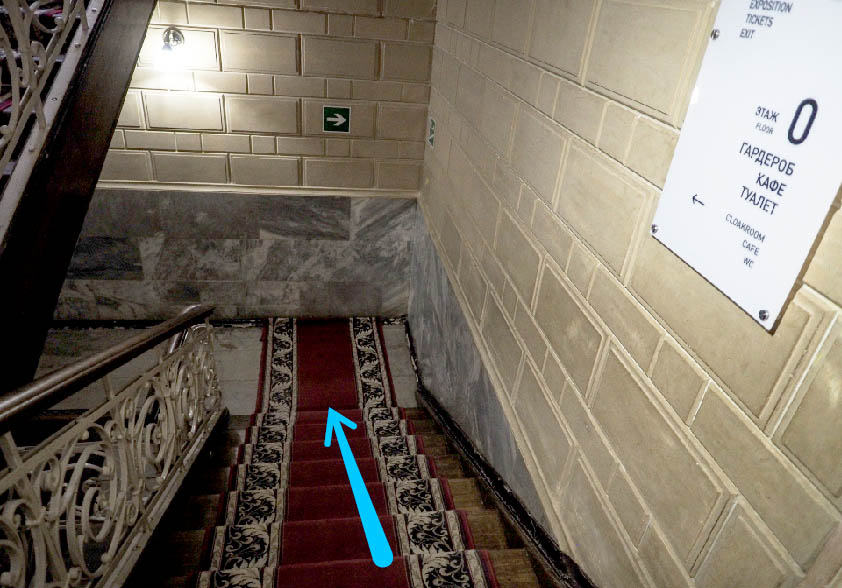 EXPOSITION
TICKETS
EXIT
ЭТАЖ 0
FLOOR
ГАРДЕРОБ
КАФЕ
ТУАЛЕТ
CLOAKROOM
CAFE
WC